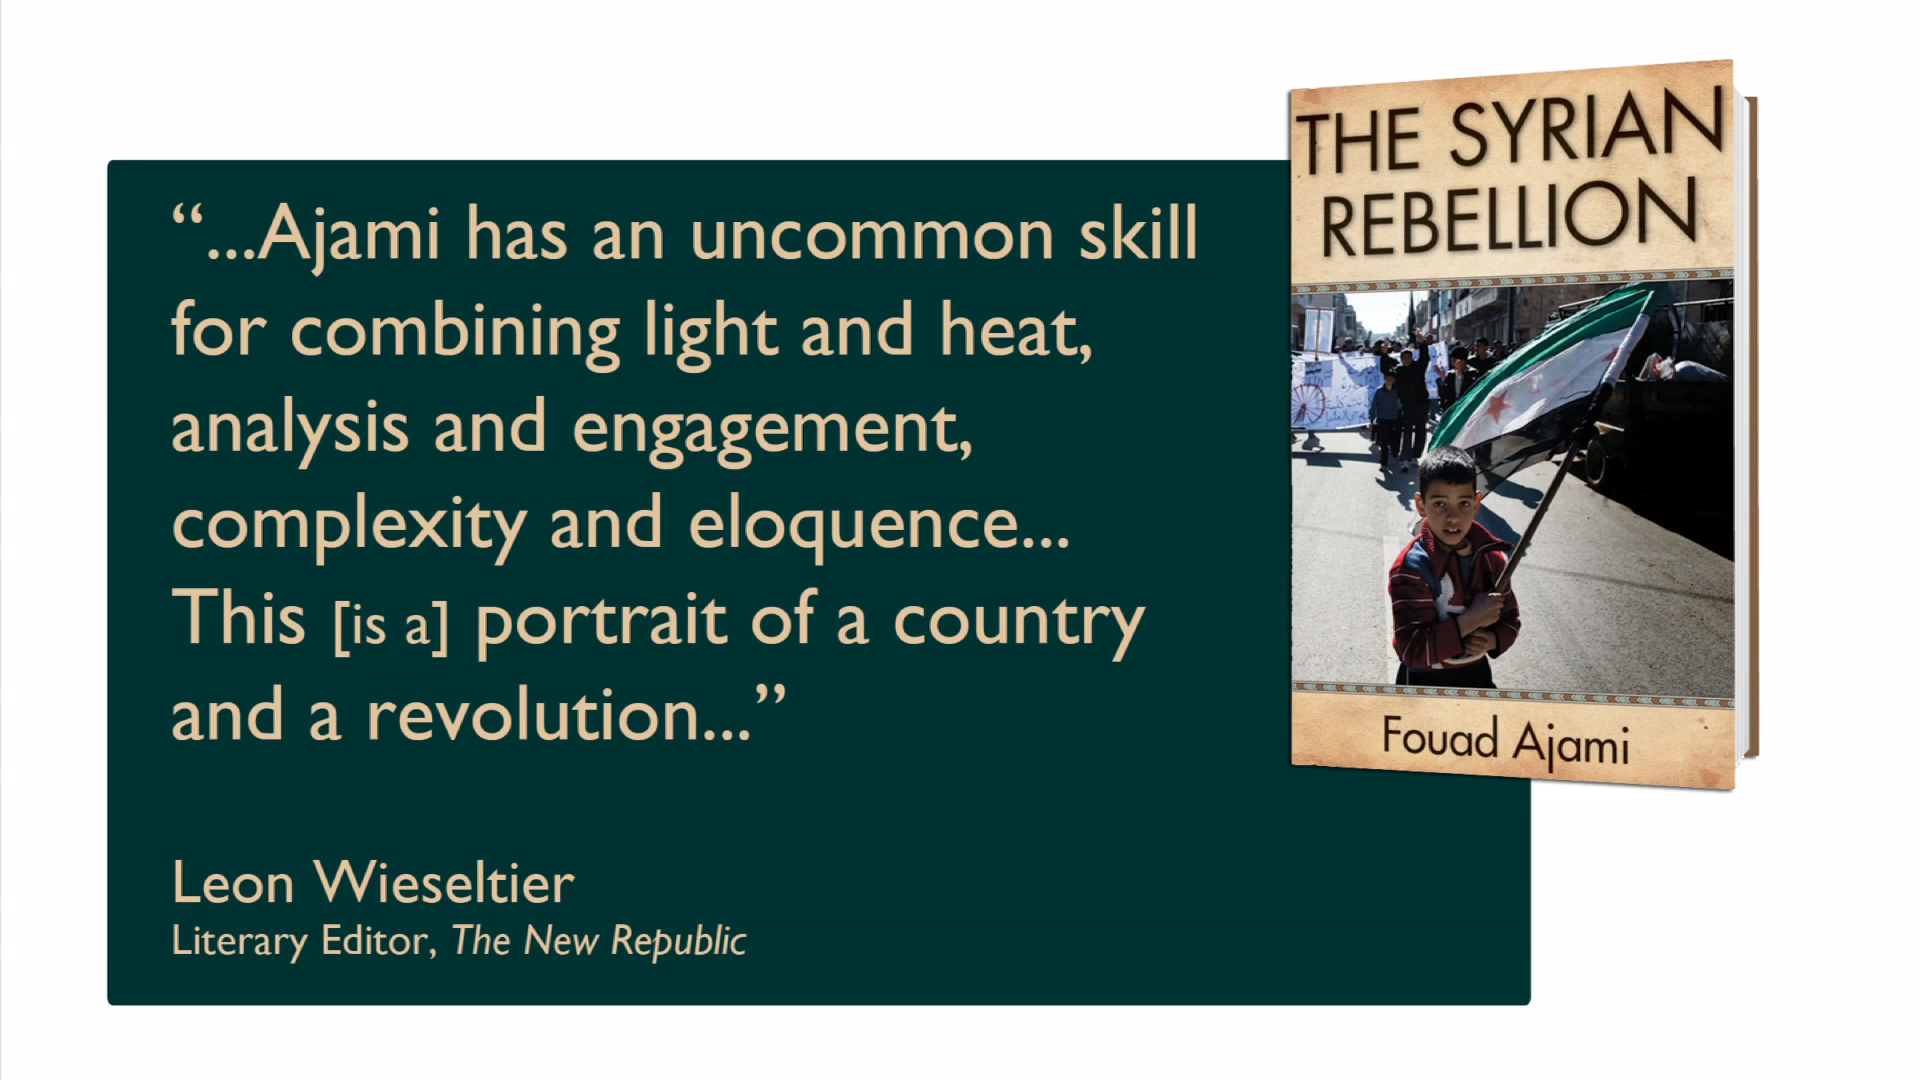 “...Ajami has an uncommon skill
for combining light and heat,
analysis and engagement,
complexity and eloquence...
This [is a] portrait of a country
and a revolution...”
Leon Wieseltier
Literary Editor, The New Republic
THE SYRIAN
REBELLION
Fouad Ajami